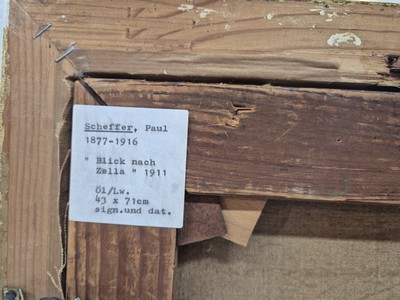 Scheffer, Paul
1877-1916
" Blick nach
Zella " 1911
Öl/Lw.
43 x 71cm
sign.und dat.